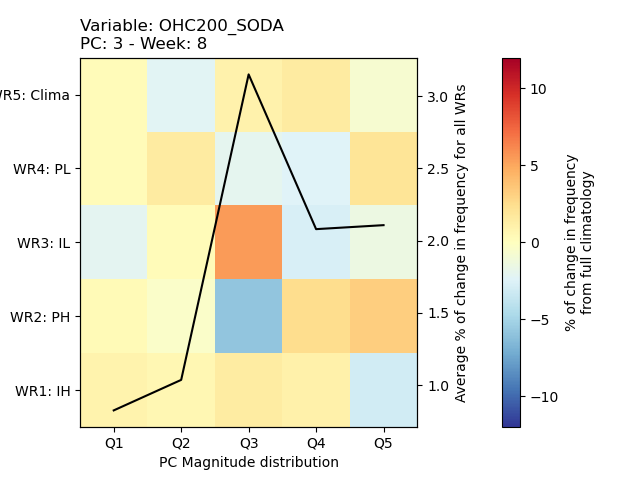 Variable: OHC200_SODA
PC: 3 - Week: 8
WR5: Clima
WR4: PL
WR3: IL
WR2: PH
WR1: IH
Q1 Q2 Q3 Q4 Q5
PC Magnitude distribution
3.0
2.5
2.0
1.5
1.0
Average % of change in frequency for all WRs
10
5
0
−5
−10
% of change in frequency
from full climatology